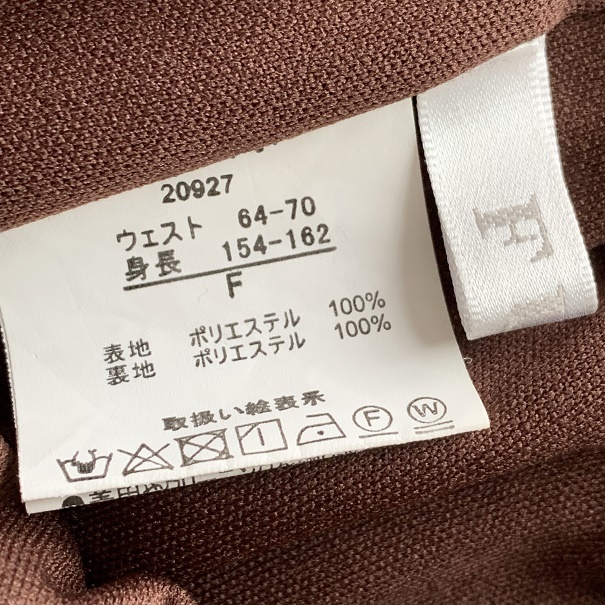 20927
ウエスト 64-70
身長 154-162
F
表地 ポリエステル 100%
裏地 ポリエステル 100%
取扱い絵表示
F W
F